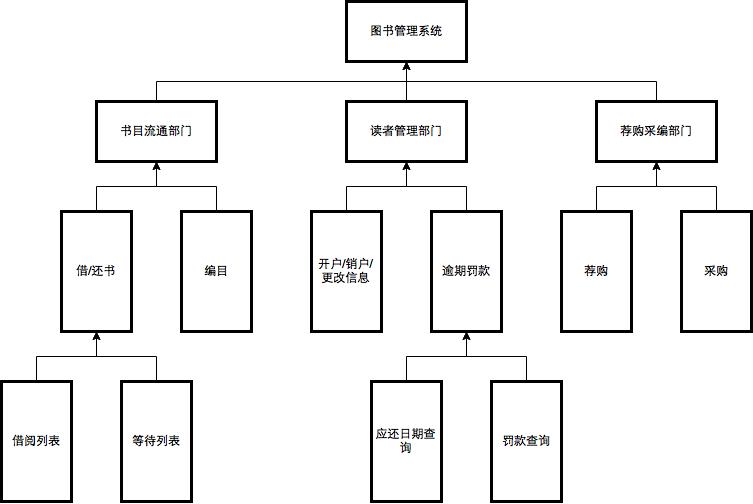 图书管理系统
书目流通部门
读者管理部门
荐购采编部门
借/还书
编目
开户/销户/
更改信息
逾期罚款
荐购
采购
借阅列表
等待列表
应还日期查
询
罚款查询